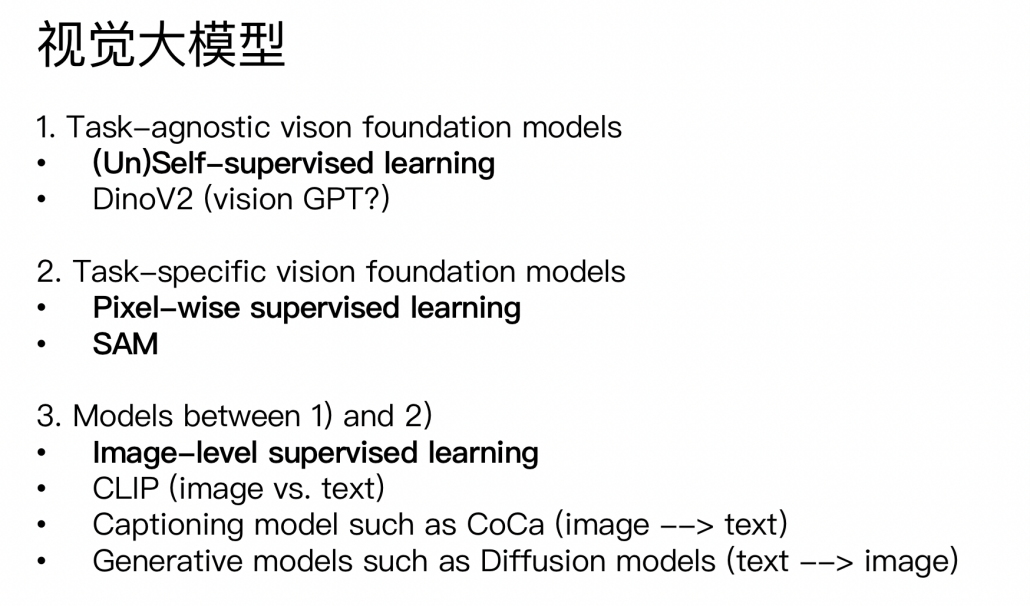 视觉大模型
1. Task-agnostic vison foundation models
• (Un)Self-supervised learning
• DinoV2 (vision GPT?)
2. Task-specific vision foundation models
• Pixel-wise supervised learning
• SAM
3. Models between 1) and 2)
• Image-level supervised learning
• CLIP (image vs. text)
• Captioning model such as CoCa (image --> text)
• Generative models such as Diffusion models (text --> image)